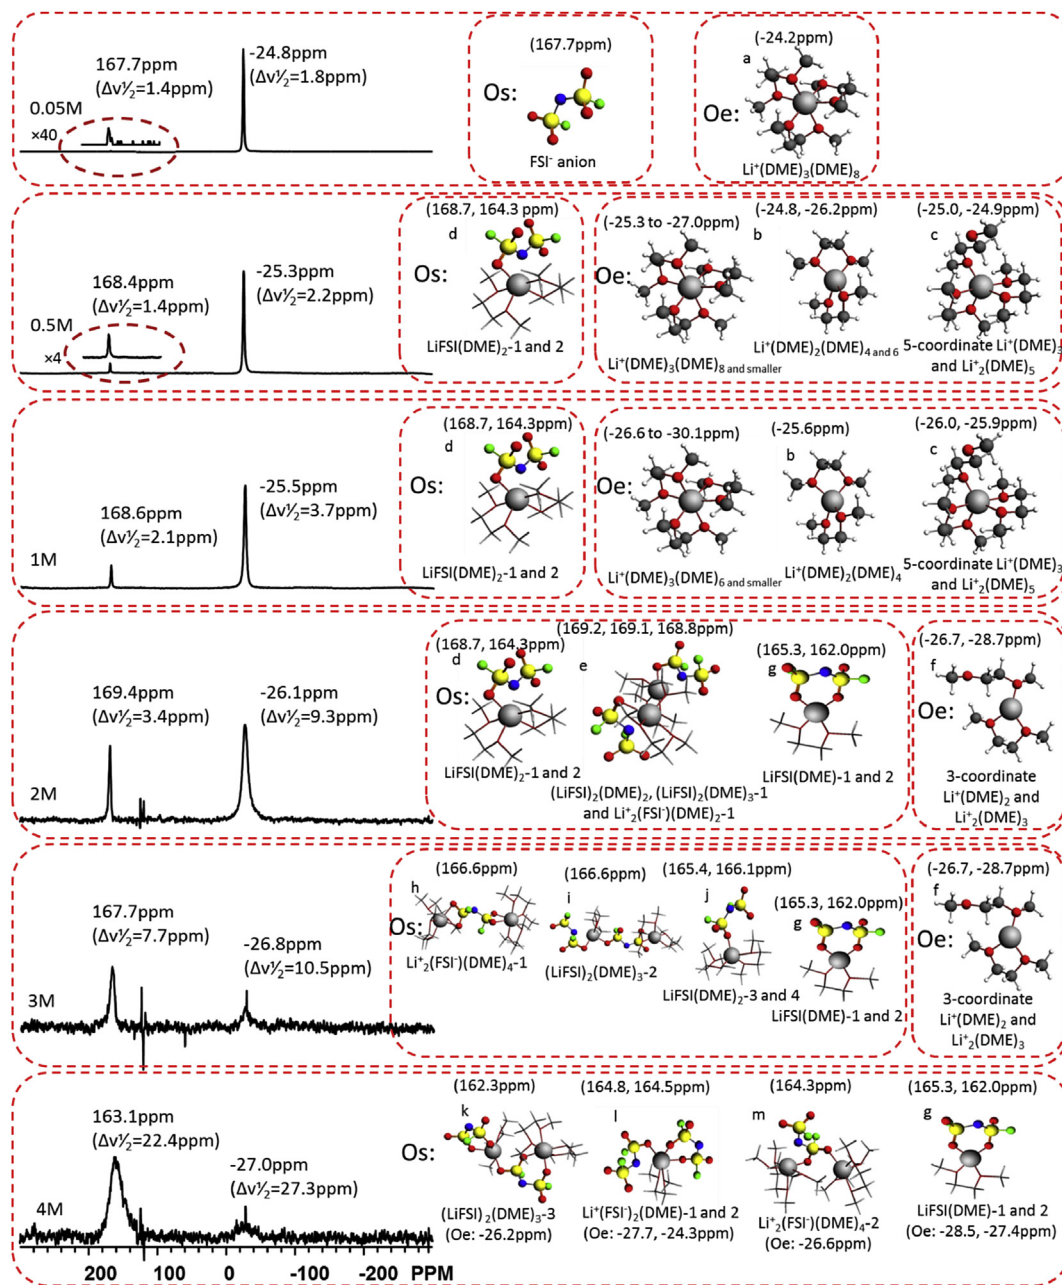 167.7ppm
(Δv½=1.4ppm)
-24.8ppm
(Δv½=1.8ppm)
0.05M
×40
(167.7ppm)
Os:
FSI⁻ anion
(-24.2ppm)
a
Oe:
Li⁺(DME)₃(DME)₈
168.4ppm
(Δv½=1.4ppm)
-25.3ppm
(Δv½=2.2ppm)
0.5M
×4
(168.7, 164.3 ppm)
d
Os:
LiFSI(DME)₂-1 and 2
(-25.3 to -27.0ppm)
Oe:
Li⁺(DME)₃(DME)₈ and smaller
(-24.8, -26.2ppm)
b
Li⁺(DME)₂(DME)₄ and 6
(-25.0, -24.9ppm)
c
5-coordinate Li⁺(DME)₃
and Li⁺₂(DME)₅
168.6ppm
(Δv½=2.1ppm)
-25.5ppm
(Δv½=3.7ppm)
1M
(168.7, 164.3ppm)
d
Os:
LiFSI(DME)₂-1 and 2
(-26.6 to -30.1ppm)
Oe:
Li⁺(DME)₃(DME)₆ and smaller
(-25.6ppm)
b
Li⁺(DME)₂(DME)₄
(-26.0, -25.9ppm)
c
5-coordinate Li⁺(DME)₃
and Li⁺₂(DME)₅
169.4ppm
(Δv½=3.4ppm)
-26.1ppm
(Δv½=9.3ppm)
2M
(168.7, 164.3ppm)
d
Os:
LiFSI(DME)₂-1 and 2
(169.2, 169.1, 168.8ppm)
e
(LiFSI)₂(DME)₂, (LiFSI)₂(DME)₃-1
and Li⁺₂(FSI⁻)(DME)₂-1
(165.3, 162.0ppm)
g
LiFSI(DME)-1 and 2
(-26.7, -28.7ppm)
f
Oe:
3-coordinate
Li⁺(DME)₂ and
Li⁺₂(DME)₃
167.7ppm
(Δv½=7.7ppm)
-26.8ppm
(Δv½=10.5ppm)
3M
(166.6ppm)
h
Os:
Li⁺₂(FSI⁻)(DME)₄-1
(166.6ppm)
i
(LiFSI)₂(DME)₃-2
(165.4, 166.1ppm)
j
LiFSI(DME)₂-3 and 4
(165.3, 162.0ppm)
g
LiFSI(DME)-1 and 2
(-26.7, -28.7ppm)
f
Oe:
3-coordinate
Li⁺(DME)₂ and
Li⁺₂(DME)₃
163.1ppm
(Δv½=22.4ppm)
-27.0ppm
(Δv½=27.3ppm)
4M
Os:
(162.3ppm)
k
(LiFSI)₂(DME)₃-3
(Oe: -26.2ppm)
(164.8, 164.5ppm)
l
Li⁺(FSI⁻)₂(DME)-1 and 2
(Oe: -27.7, -24.3ppm)
(164.3ppm)
m
Li⁺₂(FSI⁻)(DME)₄-2
(Oe: -26.6ppm)
(165.3, 162.0ppm)
g
LiFSI(DME)-1 and 2
(Oe: -28.5, -27.4ppm)
200 100 0 -100 -200 PPM